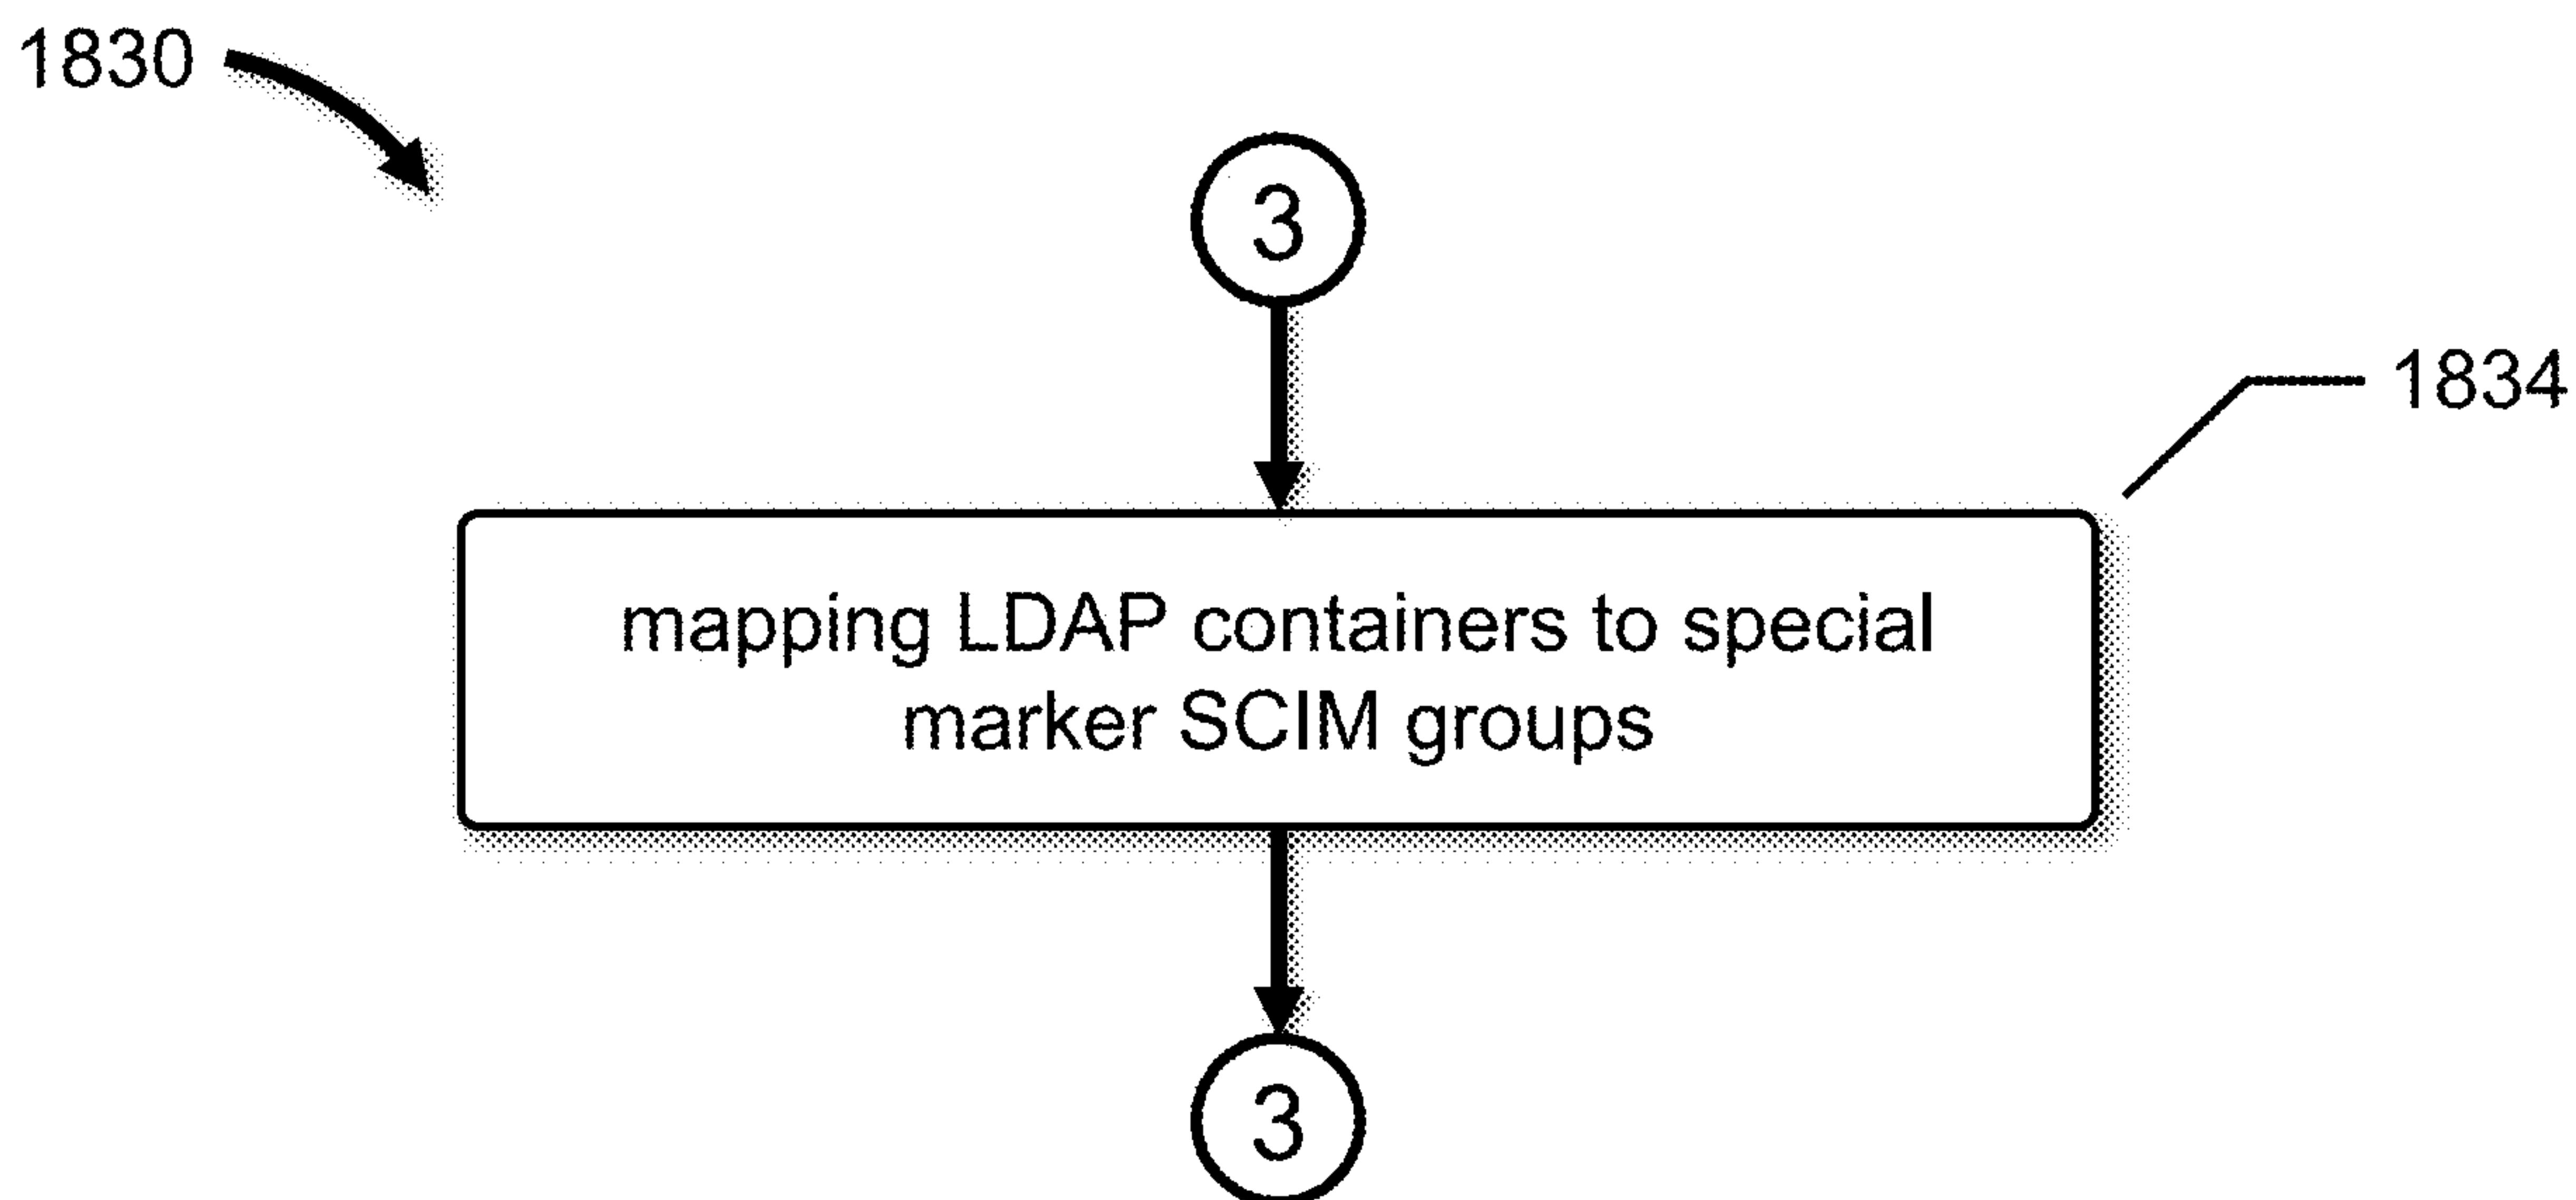 1830
3
1834
mapping LDAP containers to special
marker SCIM groups
3